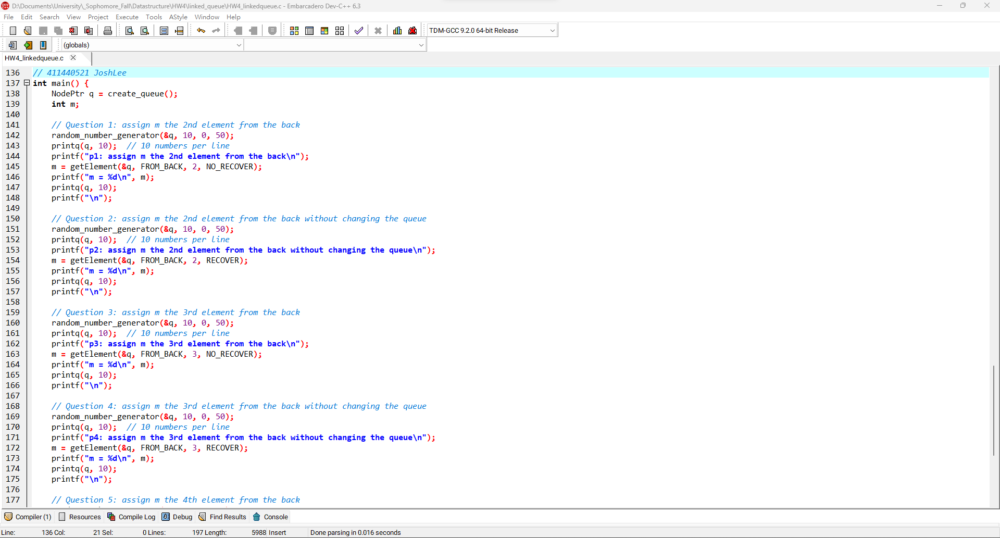 D:\Documents\University\_Sophomore_Fall\Datastructure\HW4\linked_queue\HW4_linkedqueue.c - Embarcadero Dev-C++ 6.3
File Edit Search View Project Execute Tools AStyle Window Help
TDM-GCC 9.2.0 64-bit Release
(globals)
HW4_linkedqueue.c
136 // 411440521 JoshLee
137 int main() {
138 NodePtr q = create_queue();
139 int m;
140
141 // Question 1: assign m the 2nd element from the back
142 random_number_generator(&q, 10, 0, 50);
143 printq(q, 10); // 10 numbers per line
144 printf("p1: assign m the 2nd element from the back\n");
145 m = getElement(&q, FROM_BACK, 2, NO_RECOVER);
146 printf("m = %d\n", m);
147 printq(q, 10);
148 printf("\n");
149
150 // Question 2: assign m the 2nd element from the back without changing the queue
151 random_number_generator(&q, 10, 0, 50);
152 printq(q, 10); // 10 numbers per line
153 printf("p2: assign m the 2nd element from the back without changing the queue\n");
154 m = getElement(&q, FROM_BACK, 2, RECOVER);
155 printf("m = %d\n", m);
156 printq(q, 10);
157 printf("\n");
158
159 // Question 3: assign m the 3rd element from the back
160 random_number_generator(&q, 10, 0, 50);
161 printq(q, 10); // 10 numbers per line
162 printf("p3: assign m the 3rd element from the back\n");
163 m = getElement(&q, FROM_BACK, 3, NO_RECOVER);
164 printf("m = %d\n", m);
165 printq(q, 10);
166 printf("\n");
167
168 // Question 4: assign m the 3rd element from the back without changing the queue
169 random_number_generator(&q, 10, 0, 50);
170 printq(q, 10); // 10 numbers per line
171 printf("p4: assign m the 3rd element from the back without changing the queue\n");
172 m = getElement(&q, FROM_BACK, 3, RECOVER);
173 printf("m = %d\n", m);
174 printq(q, 10);
175 printf("\n");
176
177 // Question 5: assign m the 4th element from the back
Compiler (1) Resources Compile Log Debug Find Results Console
Line: 136 Col: 21 Sel: 0 Lines: 197 Length: 5988 Insert Done parsing in 0.016 seconds